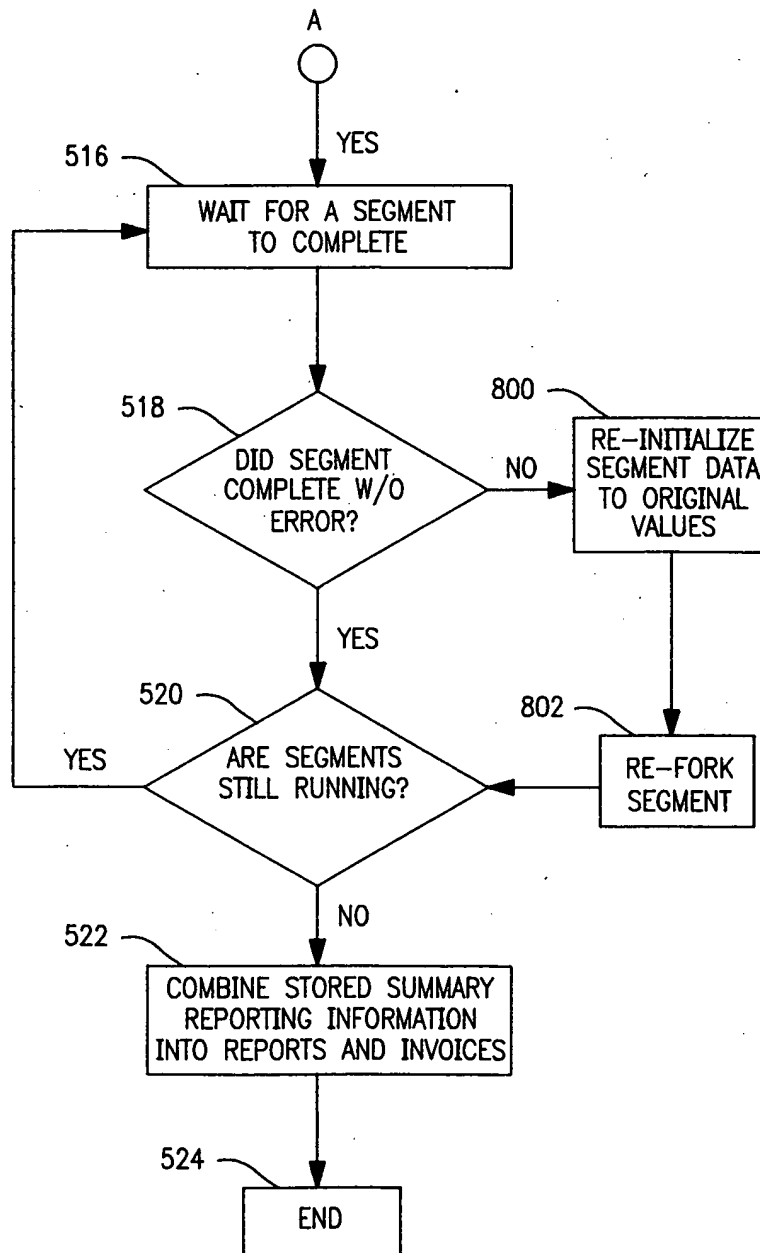 A
YES
516
WAIT FOR A SEGMENT
TO COMPLETE
518
DID SEGMENT
COMPLETE W/O
ERROR?
NO
800
RE-INITIALIZE
SEGMENT DATA
TO ORIGINAL
VALUES
YES
520
YES
ARE SEGMENTS
STILL RUNNING?
802
RE-FORK
SEGMENT
NO
522
COMBINE STORED SUMMARY
REPORTING INFORMATION
INTO REPORTS AND INVOICES
524
END